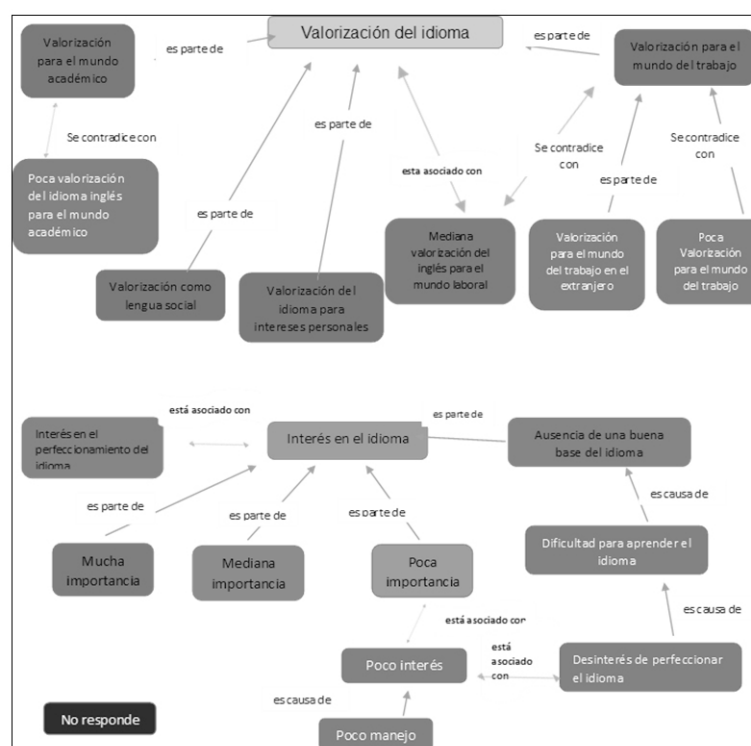 Valorización del idioma
Valorización
para el mundo
académico
es parte de
es parte de
Valorización para el
mundo del trabajo
es parte de
Se contradice con
Se contradice
con
Se contradice
con
esta asociado con
es parte de
Poca valorización
del idioma inglés
para el mundo
académico
es parte de
Mediana
valorización del
inglés para el
mundo laboral
Valorización
para el mundo
del trabajo en el
extranjero
Poca
Valorización
para el mundo
del trabajo
Valorización como
lengua social
Valorización del
idioma para
intereses personales
está asociado con
es parte de
Interés en el
perfeccionamiento del
idioma
Interés en el idioma
Ausencia de una buena
base del idioma
es causa de
es parte de
es parte de
es parte de
Mucha
importancia
Mediana
importancia
Poca
importancia
Dificultad para aprender el
idioma
es causa de
está asociado con
está
asociado
con
Poco interés
Desinterés de perfeccionar
el idioma
es causa de
No responde
Poco manejo